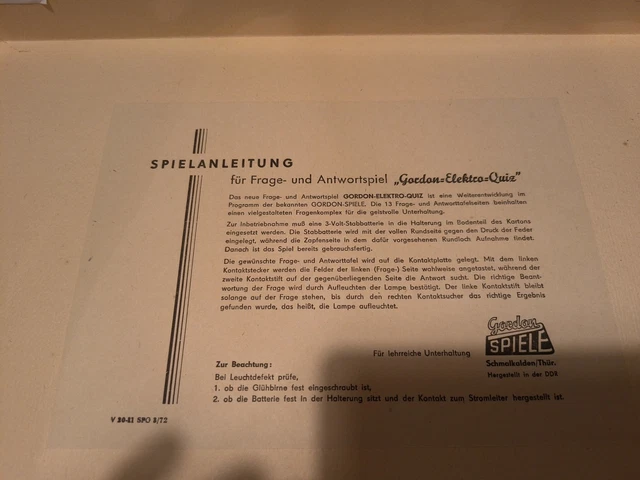 SPIELANLEITUNG
für Frage- und Antwortspiel „Gordon-Elektro-Quiz"
Das neue Frage- und Antwortspiel GORDON-ELEKTRO-QUIZ ist eine Weiterentwicklung im
Programm der bekannten GORDON-SPIELE. Die 13 Frage- und Antworttafelseiten beinhalten
einen vielgestalteten Fragenkomplex für die geistvolle Unterhaltung.
Zur Inbetriebnahme muß eine 3-Volt-Stabbatterie in die Halterung im Bodenteil des Kartons
eingesetzt werden. Die Stabbatterie wird mit der vollen Rundseite gegen den Druck der Feder
eingelegt, während die Zapfenseite in dem dafür vorgesehenen Rundloch Aufnahme findet.
Danach ist das Spiel bereits gebrauchsfertig.
Die gewünschte Frage- und Antworttafel wird auf die Kontaktplatte gelegt. Mit dem linken
Kontaktstecker werden die Felder der linken (Frage-) Seite wahlweise angetastet, während der
zweite Kontaktstift auf der gegenüberliegenden Seite die Antwort sucht. Die richtige Beant-
wortung der Frage wird durch Aufleuchten der Lampe bestätigt. Der linke Kontaktstift bleibt
solange auf der Frage stehen, bis durch den rechten Kontaktsucher das richtige Ergebnis
gefunden wurde, das heißt, die Lampe aufleuchtet.
Für lehrreiche Unterhaltung
Gordon
SPIELE
Schmalkalden/Thür.
Hergestellt in der DDR
Zur Beachtung:
Bei Leuchtdefekt prüfe,
1. ob die Glühbirne fest eingeschraubt ist,
2. ob die Batterie fest in der Halterung sitzt und der Kontakt zum Stromleiter hergestellt ist.
V 20-21 SPO 3/72